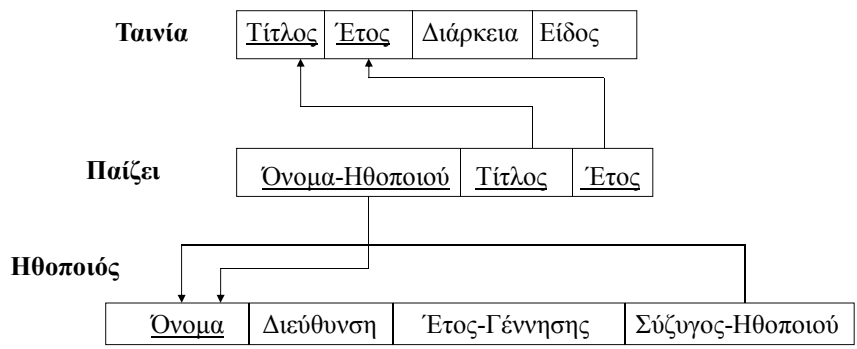 Ταινία Τίτλος Έτος Διάρκεια Είδος
Παίζει Όνομα-Ηθοποιού Τίτλος Έτος
Ηθοποιός
Όνομα Διεύθυνση Έτος-Γέννησης Σύζυγος-Ηθοποιού